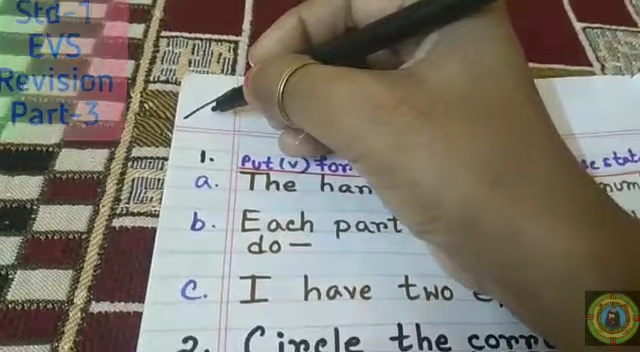 Std-1
EVS
Revision
Part-3
1. Put (v) for
a. The han
b. Each part
do-
c. I have two e
2. Circle the corre